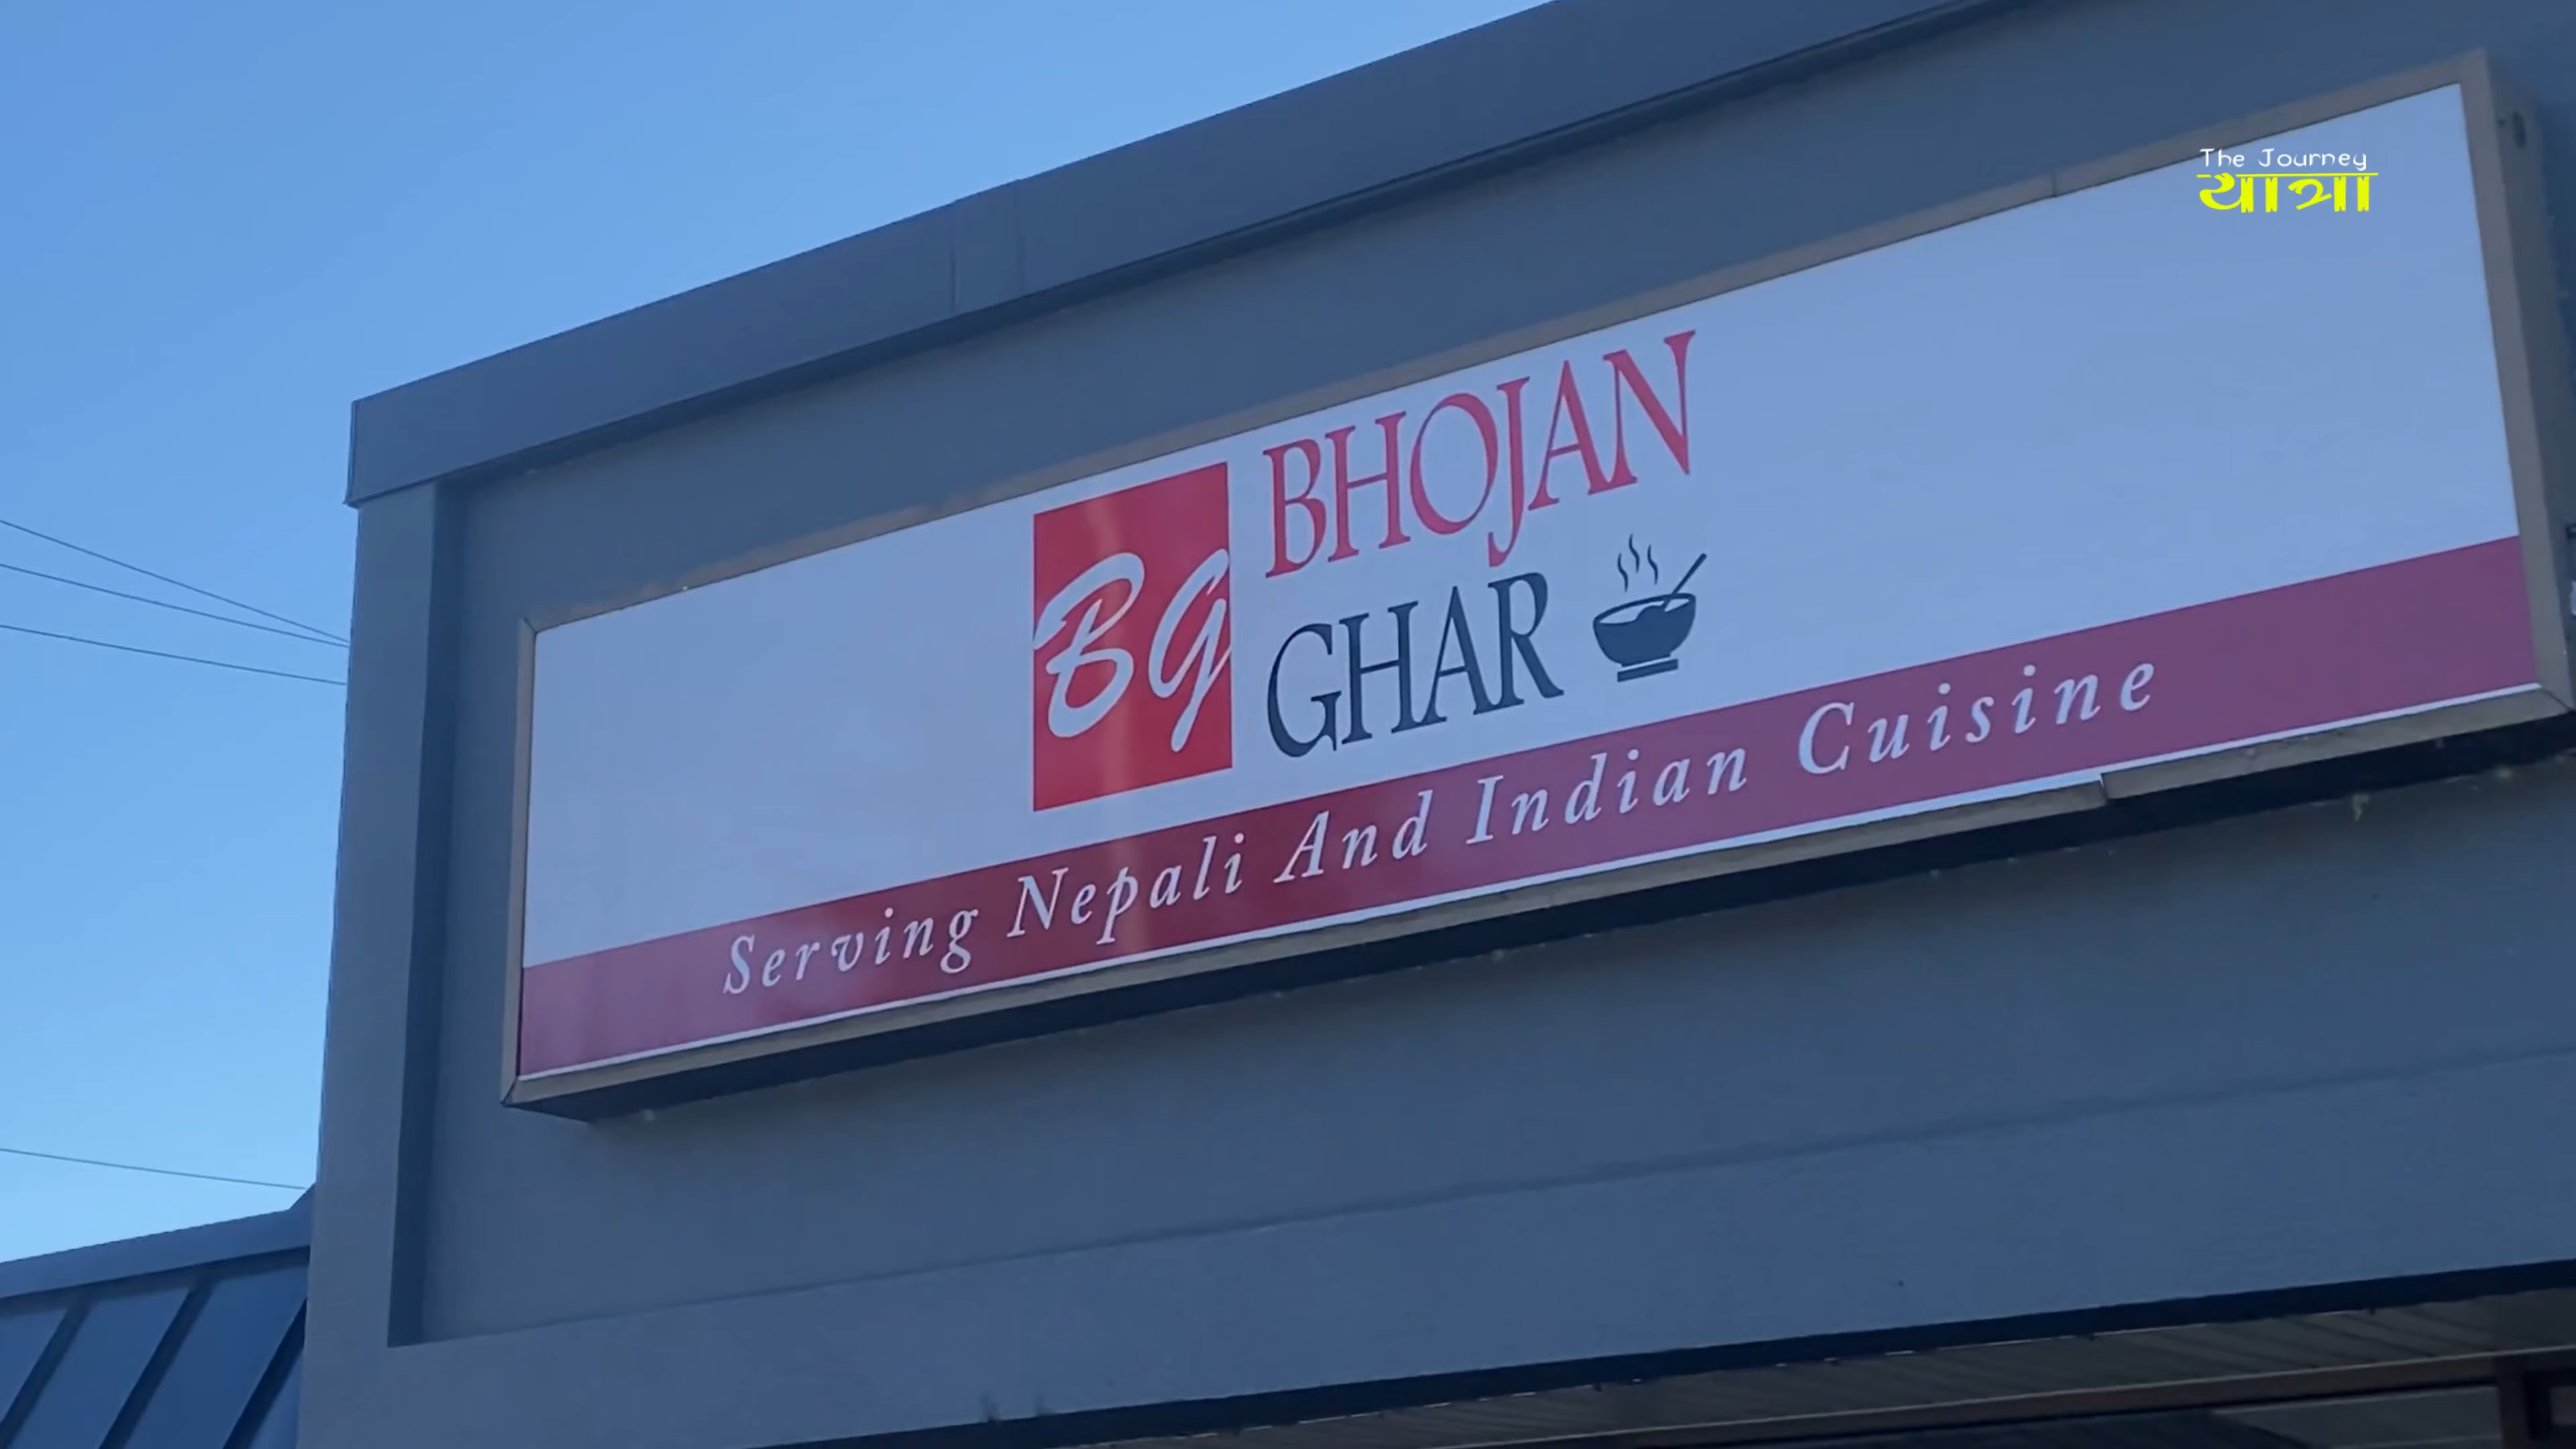 The Journey
यात्रा
BG
BHOJAN
GHAR
Serving Nepali And Indian Cuisine